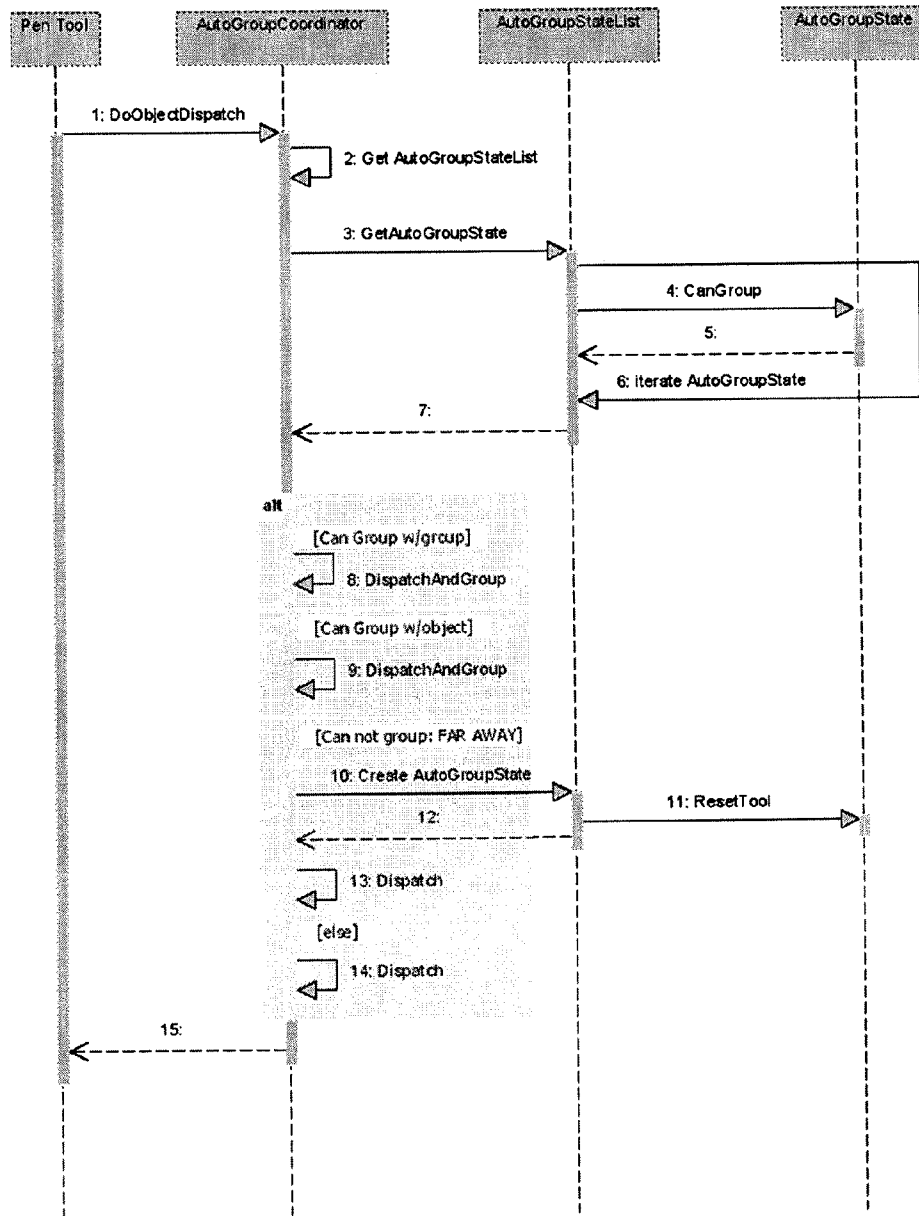 Pen Tool
AutoGroupCoordinator
AutoGroupStateList
AutoGroupState
1: DoObjectDispatch
2: Get AutoGroupStateList
3: GetAutoGroupState
4: CanGroup
5:
6: iterate AutoGroupState
7:
alt
[Can Group w/group]
8: DispatchAndGroup
[Can Group w/object]
9: DispatchAndGroup
[Can not group: FAR AWAY]
10: Create AutoGroupState
11: ResetTool
12:
13: Dispatch
[else]
14: Dispatch
15: